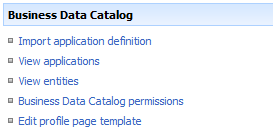 Business Data Catalog
Import application definition
View applications
View entities
Business Data Catalog permissions
Edit profile page template